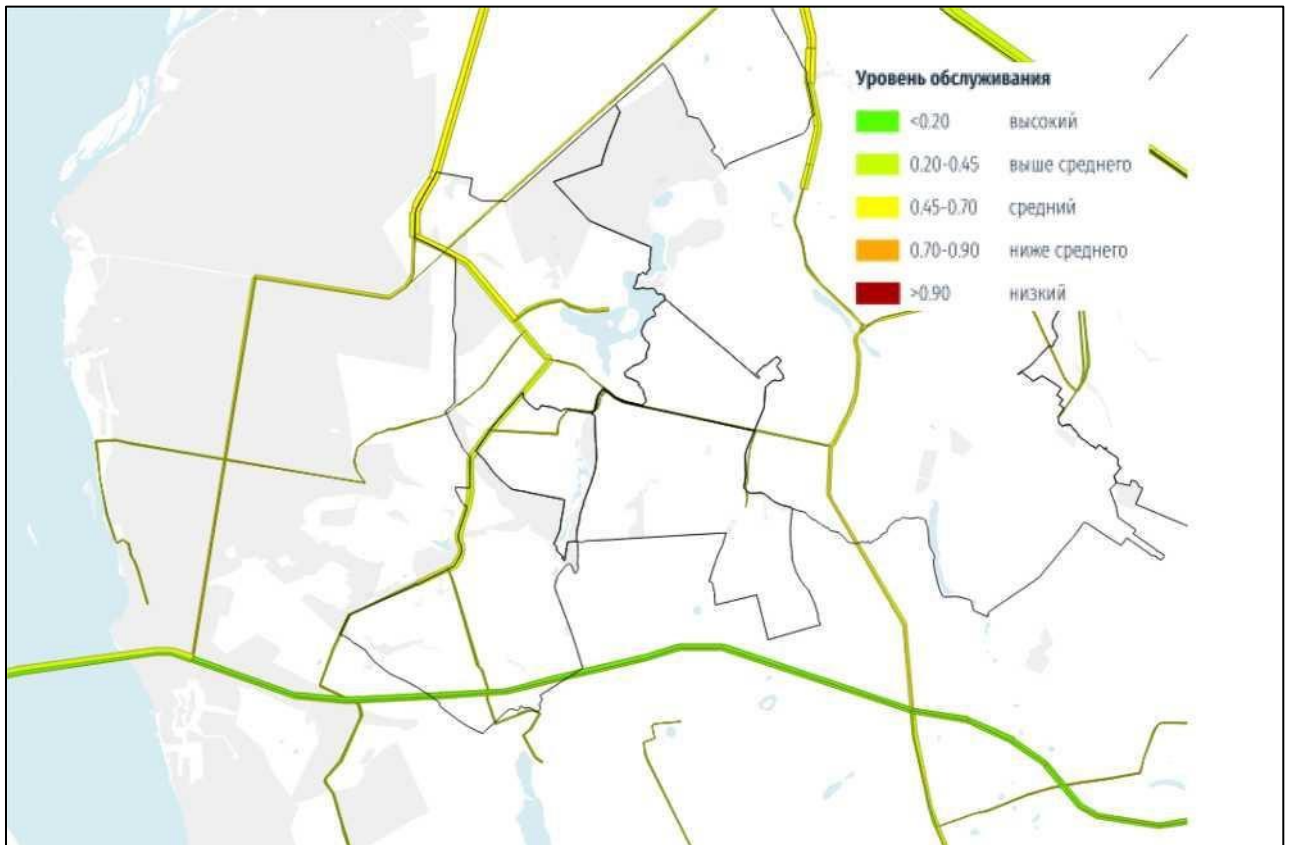 Уровень обслуживания
<0.20 высокий
0.20-0.45 выше среднего
0.45-0.70 средний
0.70-0.90 ниже среднего
>0.90 низкий